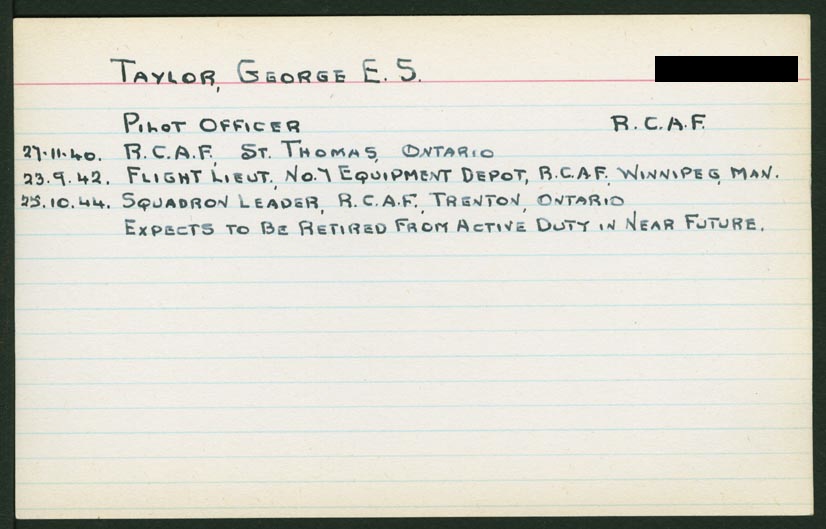 TAYLOR, GEORGE E. S.
PILOT OFFICER R.C.A.F.
27.11.40. R.C.A.F., ST. THOMAS, ONTARIO
23.9.42. FLIGHT LIEUT, NO.7 EQUIPMENT DEPOT, R.C.A.F. WINNIPEG, MAN.
25.10.44. SQUADRON LEADER, R.C.A.F., TRENTON, ONTARIO
EXPECTS TO BE RETIRED FROM ACTIVE DUTY IN NEAR FUTURE.